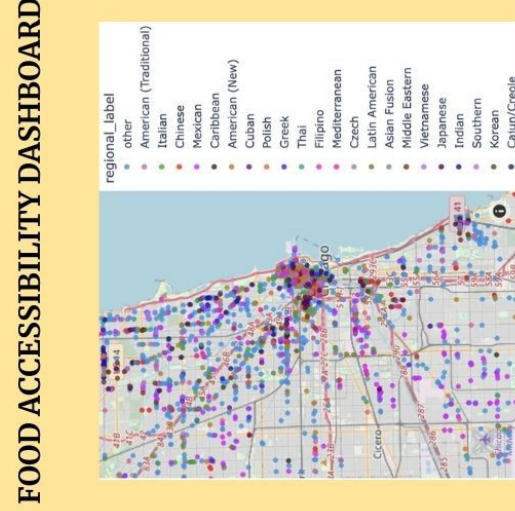 FOOD ACCESSIBILITY DASHBOARD
regional_label
other
American (Traditional)
Italian
Chinese
Mexican
Caribbean
American (New)
Cuban
Polish
Greek
Thai
Filipino
Mediterranean
Czech
Latin American
Asian Fusion
Middle Eastern
Vietnamese
Japanese
Indian
Southern
Korean
Cajun/Creole
Cicero
41